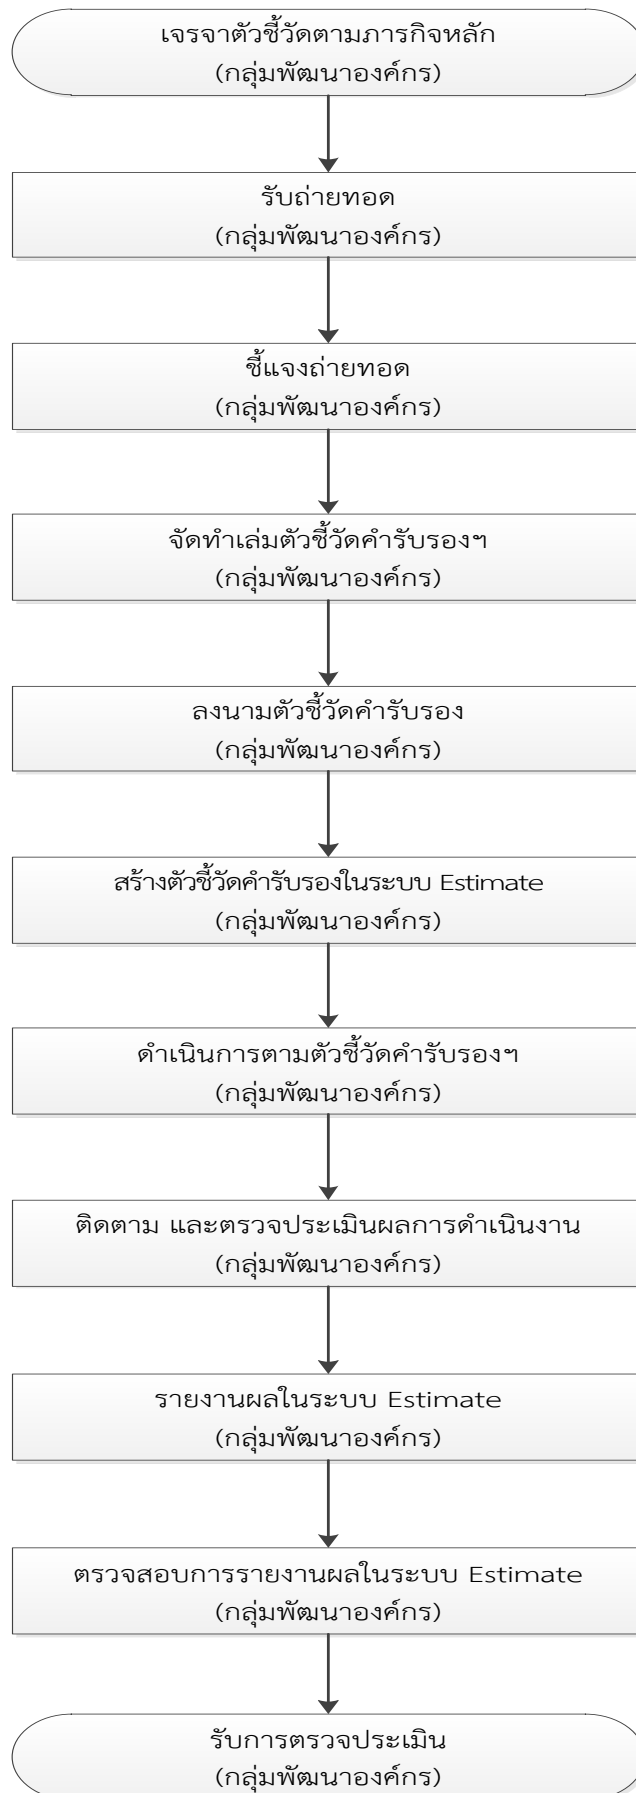 เจรจาตัวชี้วัดตามภารกิจหลัก
(กลุ่มพัฒนาองค์กร)
รับถ่ายทอด
(กลุ่มพัฒนาองค์กร)
ชี้แจงถ่ายทอด
(กลุ่มพัฒนาองค์กร)
จัดทำเล่มตัวชี้วัดคำรับรองฯ
(กลุ่มพัฒนาองค์กร)
ลงนามตัวชี้วัดคำรับรอง
(กลุ่มพัฒนาองค์กร)
สร้างตัวชี้วัดคำรับรองในระบบ Estimate
(กลุ่มพัฒนาองค์กร)
ดำเนินการตามตัวชี้วัดคำรับรองฯ
(กลุ่มพัฒนาองค์กร)
ติดตาม และตรวจประเมินผลการดำเนินงาน
(กลุ่มพัฒนาองค์กร)
รายงานผลในระบบ Estimate
(กลุ่มพัฒนาองค์กร)
ตรวจสอบการรายงานผลในระบบ Estimate
(กลุ่มพัฒนาองค์กร)
รับการตรวจประเมิน
(กลุ่มพัฒนาองค์กร)